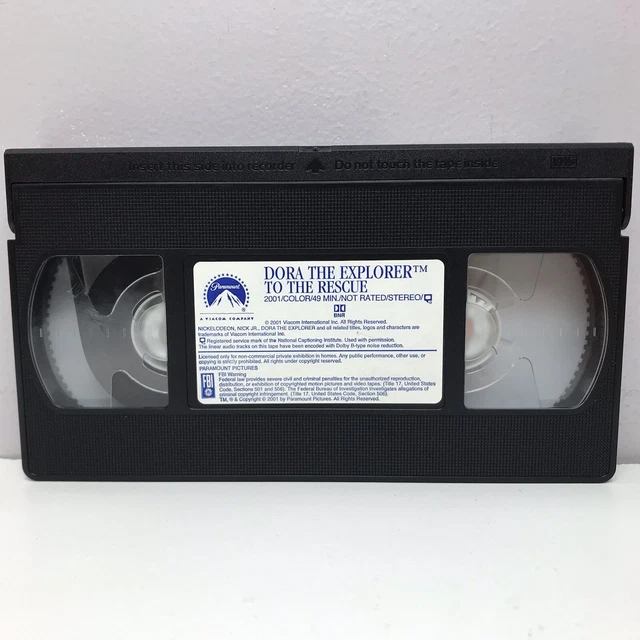 Insert this side into recorder Do not touch the tape inside VHS
Paramount
A VIACOM COMPANY
DORA THE EXPLORER™
TO THE RESCUE
2001/COLOR/49 MIN./NOT RATED/STEREO/
BNR
© 2001 Viacom International Inc. All Rights Reserved.
NICKELODEON, NICK JR., DORA THE EXPLORER and all related titles, logos and characters are
trademarks of Viacom International Inc.
Registered service mark of the National Captioning Institute. Used with permission.
The linear audio tracks on this tape have been encoded with Dolby B-type noise reduction.
Licensed only for non-commercial private exhibition in homes. Any public performance, other use, or
copying is strictly prohibited. All rights under copyright reserved.
PARAMOUNT PICTURES
FBI
FBI Warning
Federal law provides severe civil and criminal penalties for the unauthorized reproduction,
distribution, or exhibition of copyrighted motion pictures and video tapes. (Title 17, United States
Code, Sections 501 and 506). The Federal Bureau of Investigation investigates allegations of
criminal copyright infringement. (Title 17, United States Code, Section 506).
TM, ® & Copyright © 2001 by Paramount Pictures. All Rights Reserved.